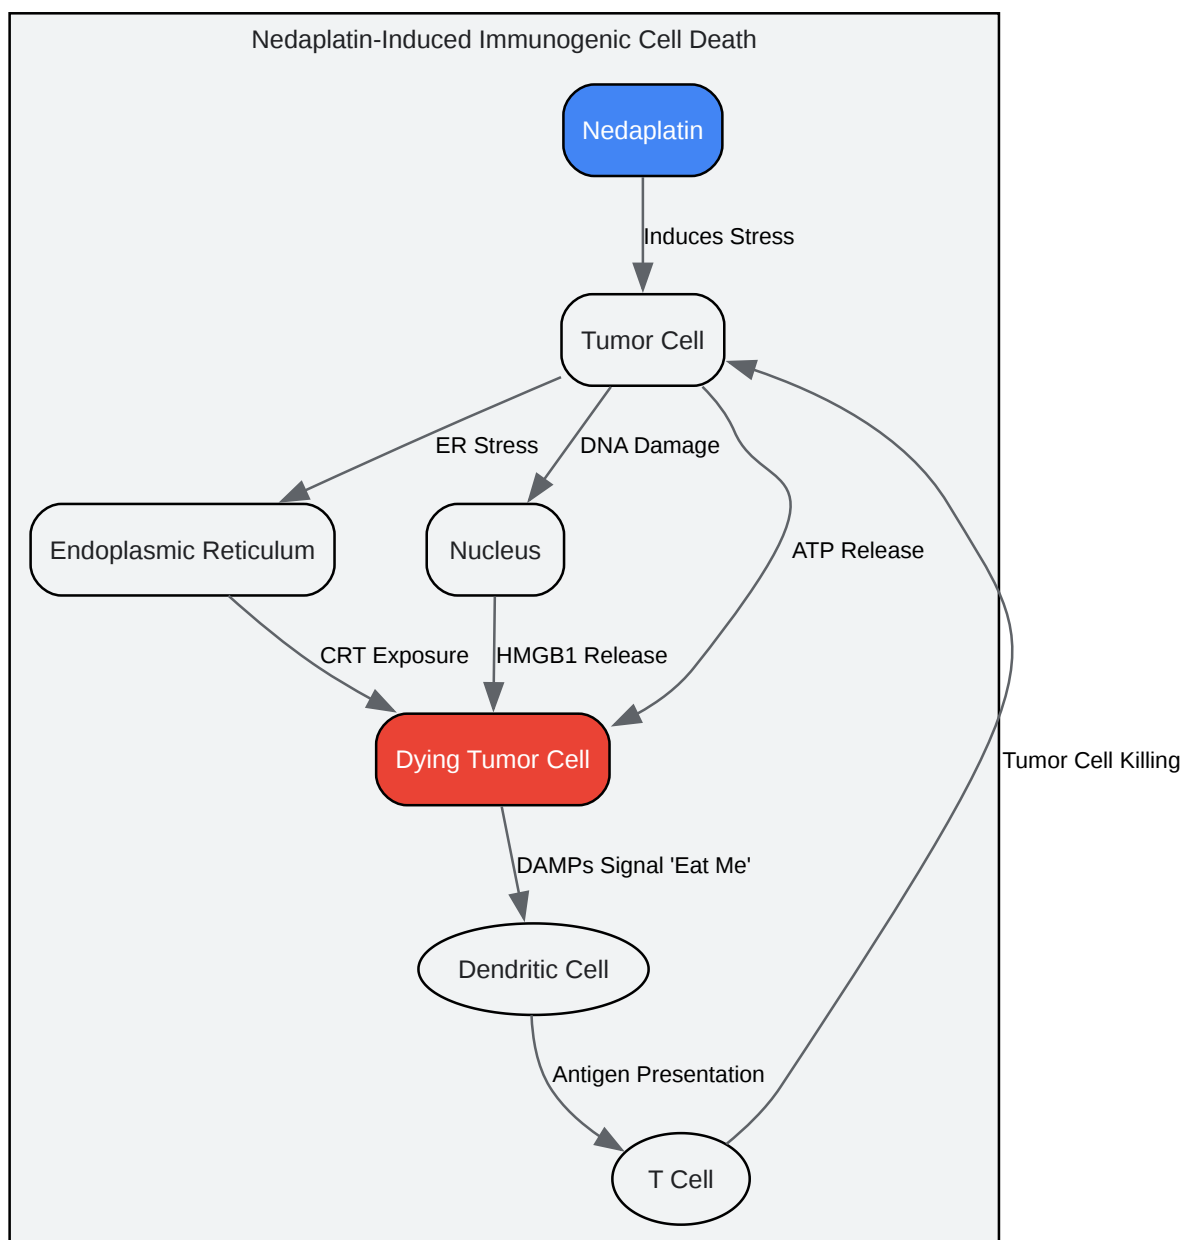 Nedaplatin-Induced Immunogenic Cell Death
Nedaplatin
Induces Stress
Tumor Cell
ER Stress
DNA Damage
Endoplasmic Reticulum
Nucleus
ATP Release
CRT Exposure
HMGB1 Release
Dying Tumor Cell
Tumor Cell Killing
DAMPs Signal 'Eat Me'
Dendritic Cell
Antigen Presentation
T Cell